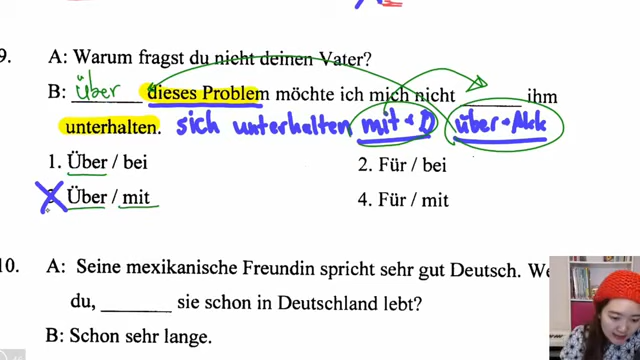 9. A: Warum fragst du nicht deinen Vater?
B: Über dieses Problem möchte ich mich nicht ______ ihm
unterhalten. sich unterhalten mit + D über + Akk
1. Über / bei 2. Für / bei
3. Über / mit 4. Für / mit
10. A: Seine mexikanische Freundin spricht sehr gut Deutsch. We
du, ______ sie schon in Deutschland lebt?
B: Schon sehr lange.